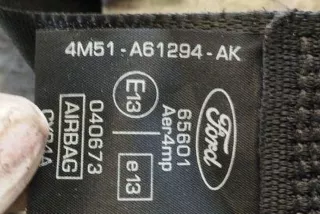 4M51-A61294-AK
Ford
65601
Aer4mp
E13
e13
040673
AIRBAG